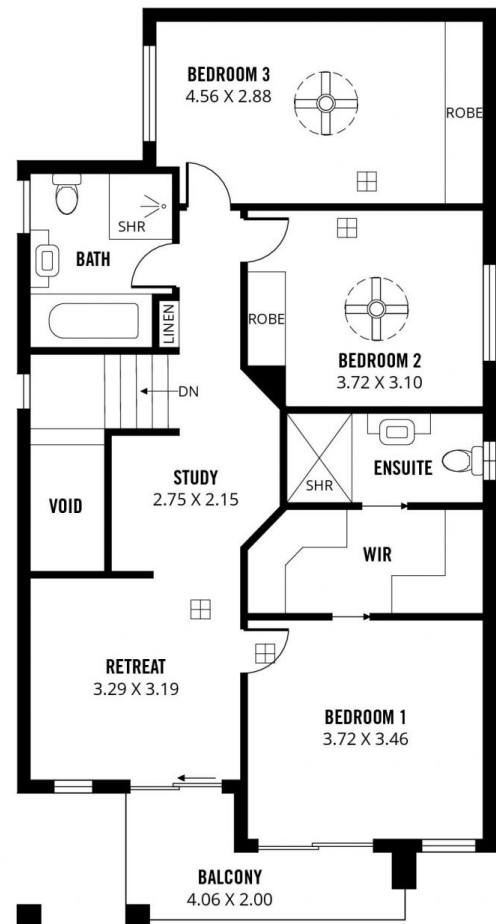 BEDROOM 3
4.56 X 2.88
ROBE
SHR
BATH
LINEN
ROBE
BEDROOM 2
3.72 X 3.10
DN
STUDY
2.75 X 2.15
ENSUITE
SHR
VOID
WIR
RETREAT
3.29 X 3.19
BEDROOM 1
3.72 X 3.46
BALCONY
4.06 X 2.00